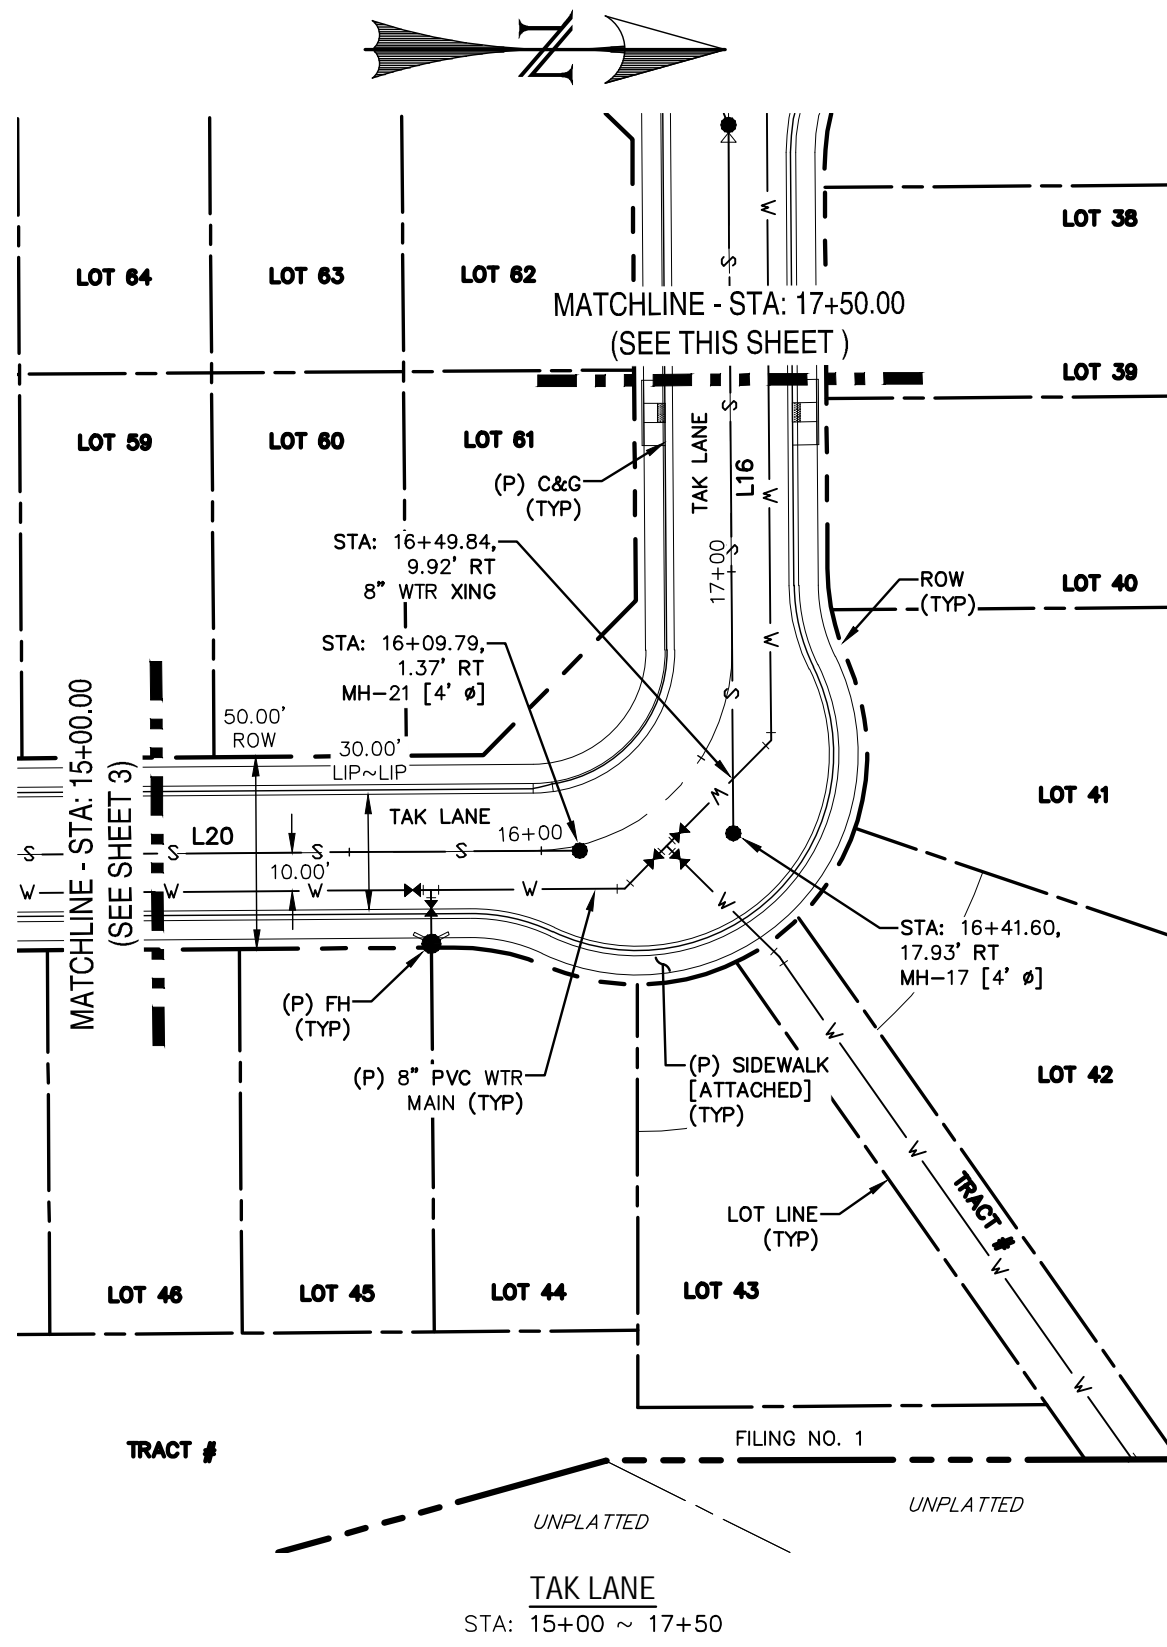 N
LOT 38
LOT 64
LOT 63
LOT 62
S
W
MATCHLINE - STA: 17+50.00
(SEE THIS SHEET )
LOT 39
LOT 59
LOT 60
LOT 61
S
TAK LANE
L16
W
(P) C&G
(TYP)
STA: 16+49.84,
9.92' RT
8" WTR XING
17+00
S
ROW
(TYP)
LOT 40
STA: 16+09.79,
1.37' RT
MH-21 [4' ø]
W
S
MATCHLINE - STA: 15+00.00
(SEE SHEET 3)
50.00'
ROW
30.00'
LIP~LIP
TAK LANE
16+00
L20
S
S
S
S
10.00'
W
W
W
W
W
W
LOT 41
STA: 16+41.60,
17.93' RT
MH-17 [4' ø]
(P) FH
(TYP)
W
(P) 8" PVC WTR
MAIN (TYP)
(P) SIDEWALK
[ATTACHED]
(TYP)
LOT 42
W
TRACT #
W
LOT LINE
(TYP)
LOT 46
LOT 45
LOT 44
LOT 43
W
TRACT #
FILING NO. 1
UNPLATTED
UNPLATTED
TAK LANE
STA: 15+00 ~ 17+50